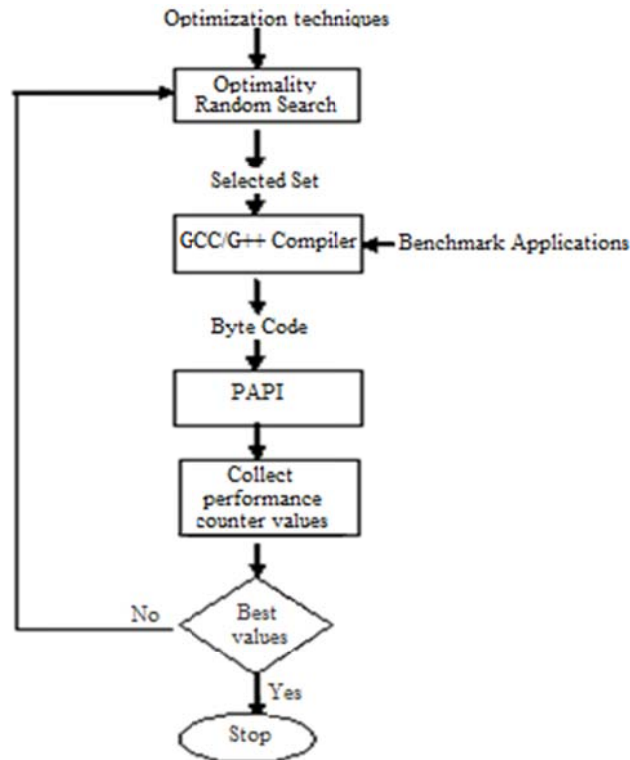 Optimization techniques
Optimality
Random Search
Selected Set
GCC/G++ Compiler
Benchmark Applications
Byte Code
PAPI
Collect
performance
counter values
No
Best
values
Yes
Stop